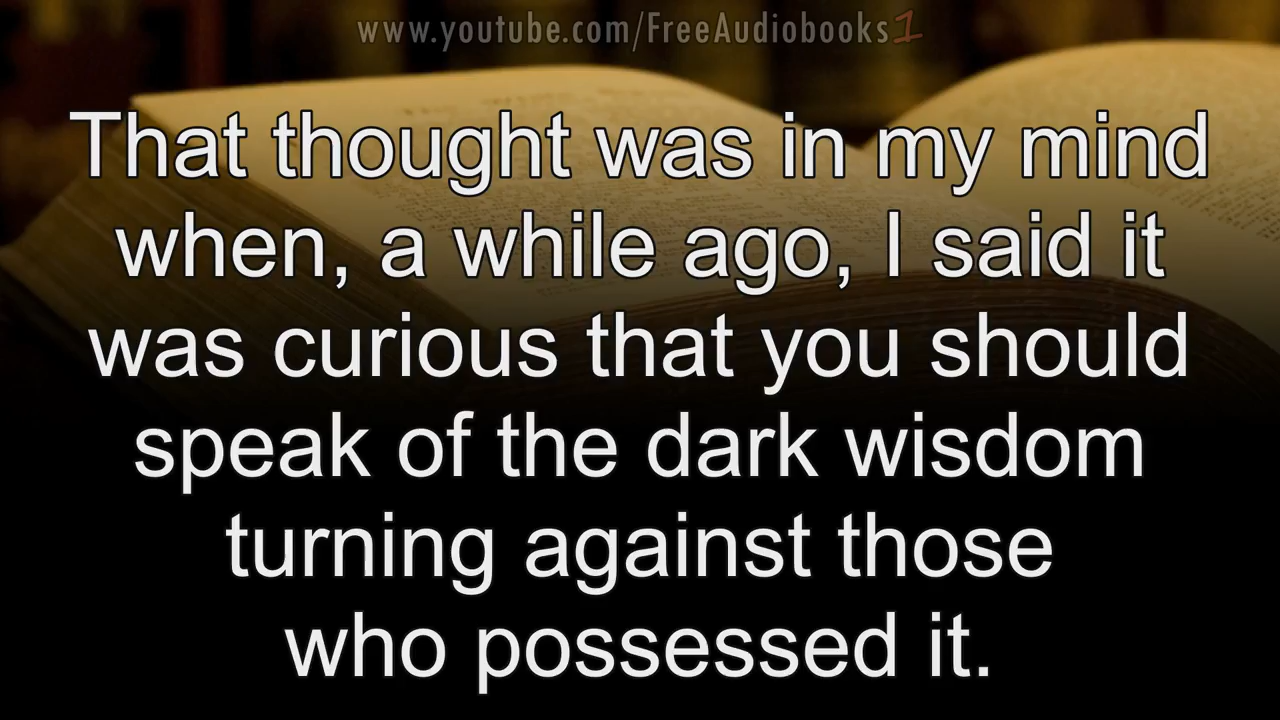 www.youtube.com/FreeAudiobooks1
That thought was in my mind
when, a while ago, I said it
was curious that you should
speak of the dark wisdom
turning against those
who possessed it.